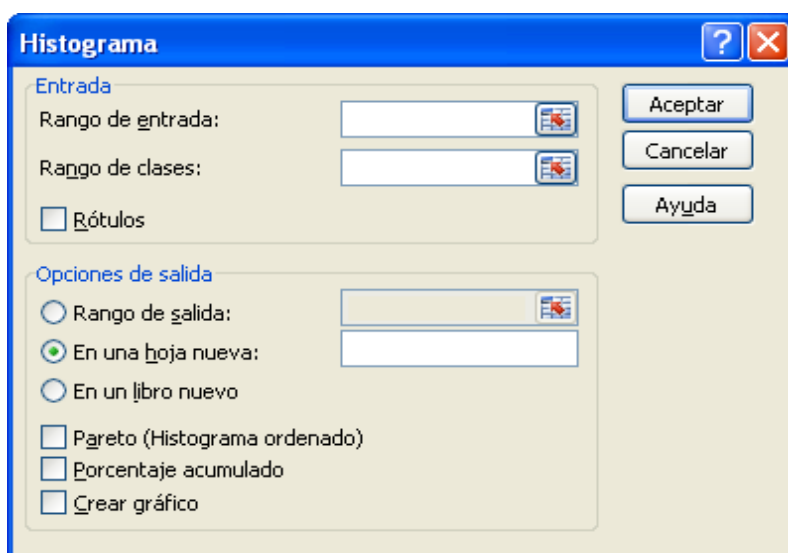 Histograma
Entrada
Rango de entrada:
Rango de clases:
Rótulos
Aceptar
Cancelar
Ayuda
Opciones de salida
Rango de salida:
En una hoja nueva:
En un libro nuevo
Pareto (Histograma ordenado)
Porcentaje acumulado
Crear gráfico